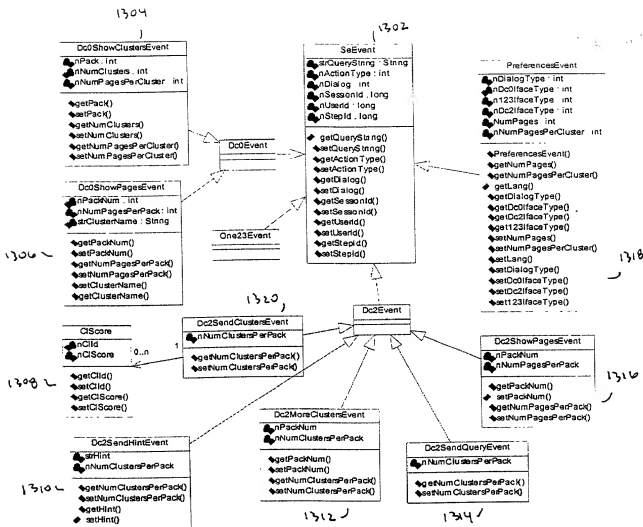 1304
Dc0ShowClustersEvent
nPack : int
nNumClusters : int
nNumPagesPerCluster : int
getPack()
setPack()
getNumClusters()
setNumClusters()
getNumPagesPerCluster()
setNumPagesPerCluster()
1302
SeEvent
strQueryString : String
nActionType : int
nDialog : int
nSessionId : long
nUserId : long
nStepId : long
getQueryString()
setQueryString()
getActionType()
setActionType()
getDialog()
setDialog()
getSessionId()
setSessionId()
getUserId()
setUserId()
getStepId()
setStepId()
PreferencesEvent
nDialogType : int
nDc0IfaceType : int
n123IfaceType : int
nDc2IfaceType : int
NumPages : int
nNumPagesPerCluster : int
PreferencesEvent()
getNumPages()
getNumPagesPerCluster()
getLang()
getDialogType()
getDc0IfaceType()
getDc2IfaceType()
get123IfaceType()
setNumPages()
setNumPagesPerCluster()
setLang()
setDialogType()
setDc0IfaceType()
setDc2IfaceType()
set123IfaceType()
1318
Dc0Event
Dc0ShowPagesEvent
nPackNum : int
nNumPagesPerPack : int
strClusterName : String
getPackNum()
setPackNum()
getNumPagesPerPack()
setNumPagesPerPack()
setClusterName()
getClusterName()
1306
One23Event
1320
Dc2SendClustersEvent
nNumClustersPerPack
getNumClustersPerPack()
setNumClustersPerPack()
Dc2Event
ClScore
nClId
nClScore
getClId()
setClId()
getClScore()
setClScore()
0..n
1
1308
Dc2ShowPagesEvent
nPackNum
nNumPagesPerPack
getPackNum()
setPackNum()
getNumPagesPerPack()
setNumPagesPerPack()
1316
Dc2SendHintEvent
strHint
nNumClustersPerPack
getNumClustersPerPack()
setNumClustersPerPack()
getHint()
setHint()
1310
Dc2MoreClustersEvent
nPackNum
nNumClustersPerPack
getPackNum()
setPackNum()
getNumClustersPerPack()
setNumClustersPerPack()
1312
Dc2SendQueryEvent
nNumClustersPerPack
getNumClustersPerPack()
setNumClustersPerPack()
1314